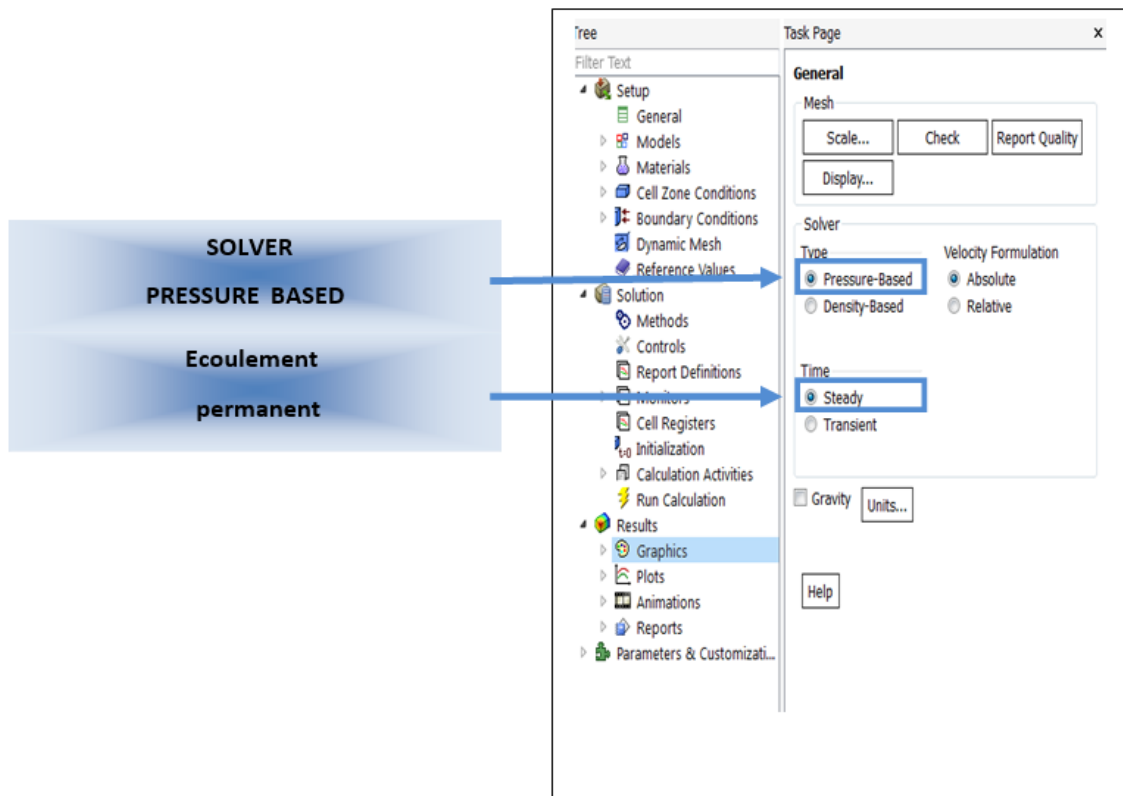 SOLVER
PRESSURE BASED
Ecoulement
permanent
Tree
Filter Text
Setup
General
Models
Materials
Cell Zone Conditions
Boundary Conditions
Dynamic Mesh
Reference Values
Solution
Methods
Controls
Report Definitions
Monitors
Cell Registers
t=0 Initialization
Calculation Activities
Run Calculation
Results
Graphics
Plots
Animations
Reports
Parameters & Customizati...
Task Page x
General
Mesh
Scale... Check Report Quality
Display...
Solver
Type Velocity Formulation
Pressure-Based Absolute
Density-Based Relative
Time
Steady
Transient
Gravity Units...
Help